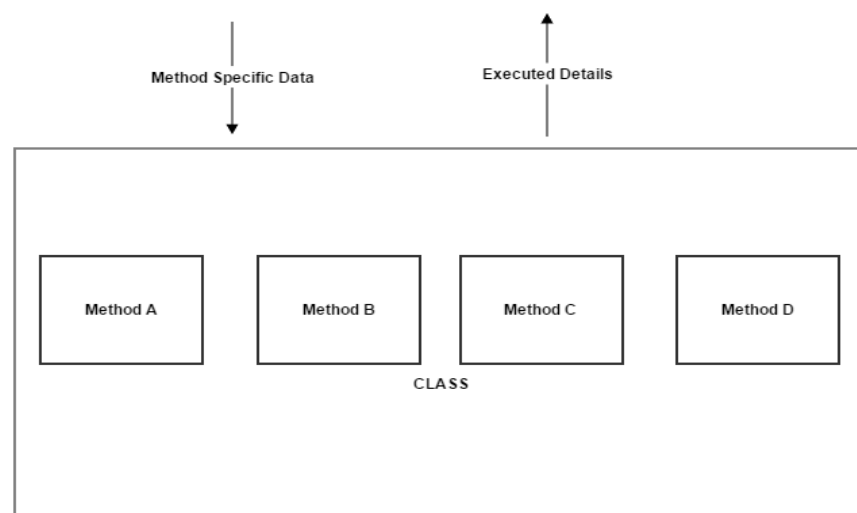 Method Specific Data
Executed Details
Method A
Method B
Method C
Method D
CLASS